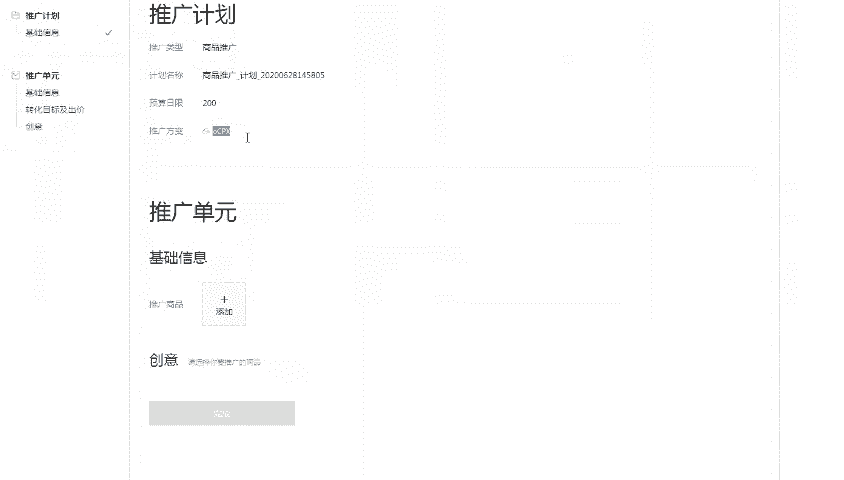 推广计划
基础信息
推广单元
基础信息
转化目标及出价
创意
推广计划
推广类型 商品推广
计划名称 商品推广_计划_20200628145805
预算日限 200
推广方案 oCPX
推广单元
基础信息
推广商品
添加
创意 请选择你要推广的商品
完成